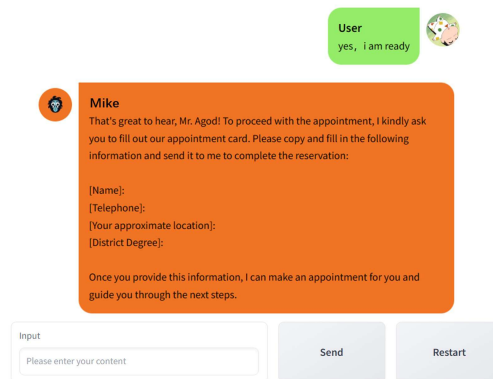 User
yes, i am ready
Mike
That's great to hear, Mr. Agod! To proceed with the appointment, I kindly ask
you to fill out our appointment card. Please copy and fill in the following
information and send it to me to complete the reservation:
[Name]:
[Telephone]:
[Your approximate location]:
[District Degree]:
Once you provide this information, I can make an appointment for you and
guide you through the next steps.
Input
Please enter your content
Send
Restart